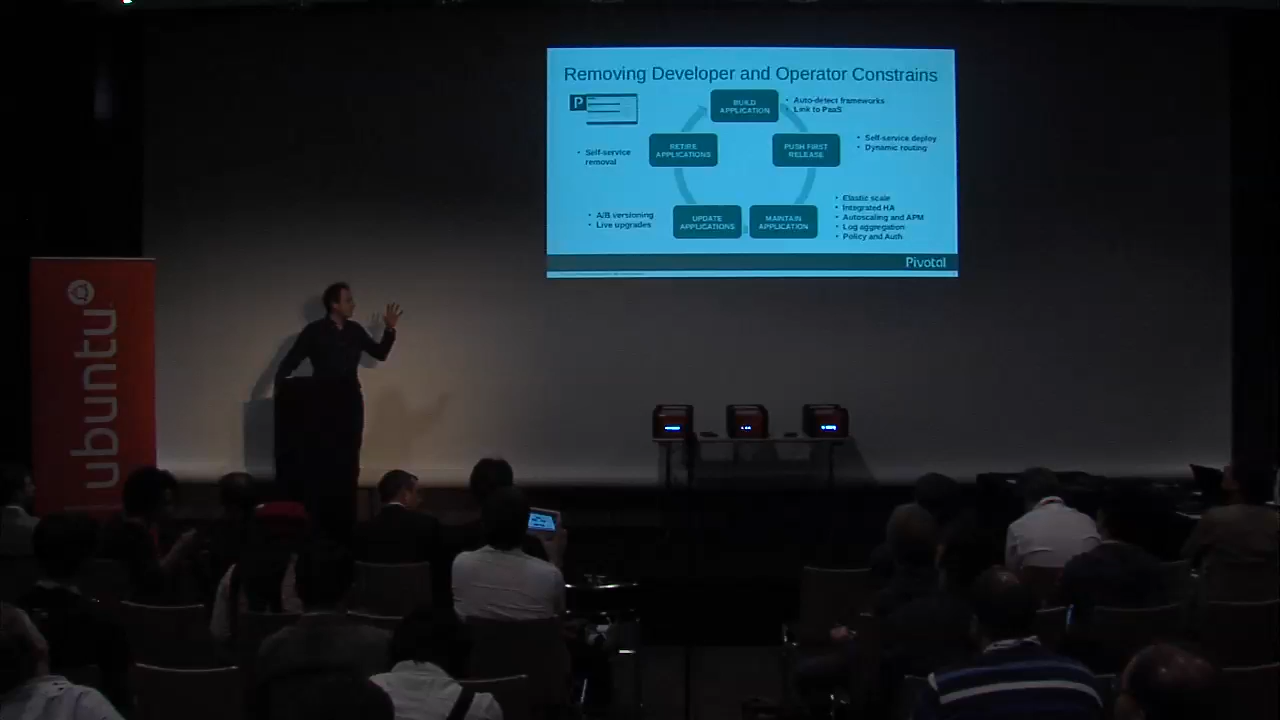 Removing Developer and Operator Constrains
P
BUILD
APPLICATION
• Auto-detect frameworks
• Link to PaaS
RETIRE
APPLICATIONS
PUSH FIRST
RELEASE
• Self-service deploy
• Dynamic routing
• Self-service
removal
• A/B versioning
• Live upgrades
UPDATE
APPLICATIONS
MAINTAIN
APPLICATION
• Elastic scale
• Integrated HA
• Autoscaling and APM
• Log aggregation
• Policy and Auth
Pivotal
ubuntu